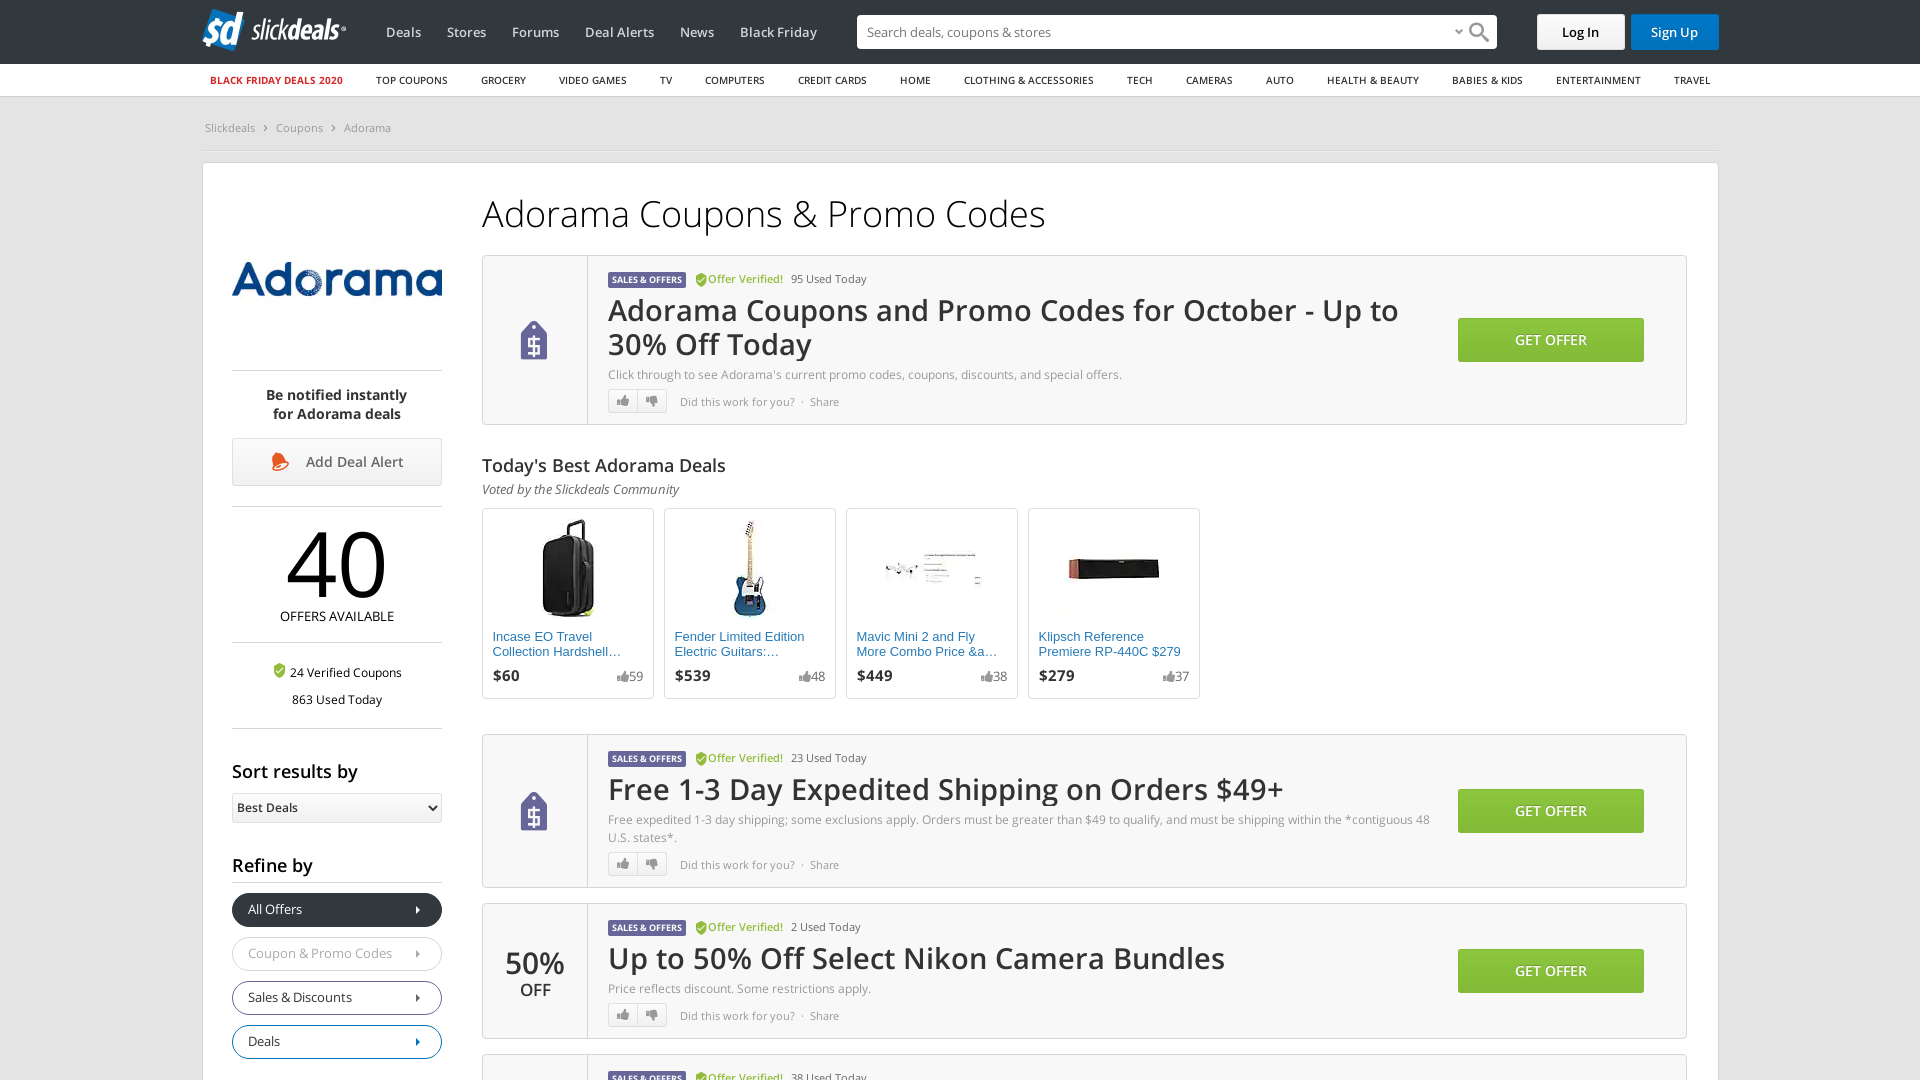 sd slickdeals
Deals Stores Forums Deal Alerts News Black Friday
Search deals, coupons & stores
Log In
Sign Up
BLACK FRIDAY DEALS 2020 TOP COUPONS GROCERY VIDEO GAMES TV COMPUTERS CREDIT CARDS HOME CLOTHING & ACCESSORIES TECH CAMERAS AUTO HEALTH & BEAUTY BABIES & KIDS ENTERTAINMENT TRAVEL
Slickdeals › Coupons › Adorama
Adorama
Be notified instantly
for Adorama deals
Add Deal Alert
40
OFFERS AVAILABLE
24 Verified Coupons
863 Used Today
Sort results by
Best Deals
Refine by
All Offers
Coupon & Promo Codes
Sales & Discounts
Deals
Adorama Coupons & Promo Codes
SALES & OFFERS Offer Verified! 95 Used Today
Adorama Coupons and Promo Codes for October - Up to
30% Off Today
Click through to see Adorama's current promo codes, coupons, discounts, and special offers.
Did this work for you? · Share
GET OFFER
Today's Best Adorama Deals
Voted by the Slickdeals Community
Incase EO Travel
Collection Hardshell…
$60 59
Fender Limited Edition
Electric Guitars:…
$539 48
Mavic Mini 2 and Fly
More Combo Price &a…
$449 38
Klipsch Reference
Premiere RP-440C $279
$279 37
SALES & OFFERS Offer Verified! 23 Used Today
Free 1-3 Day Expedited Shipping on Orders $49+
Free expedited 1-3 day shipping; some exclusions apply. Orders must be greater than $49 to qualify, and must be shipping within the *contiguous 48
U.S. states*.
Did this work for you? · Share
GET OFFER
50%
OFF
SALES & OFFERS Offer Verified! 2 Used Today
Up to 50% Off Select Nikon Camera Bundles
Price reflects discount. Some restrictions apply.
Did this work for you? · Share
GET OFFER
SALES & OFFERS Offer Verified! 38 Used Today